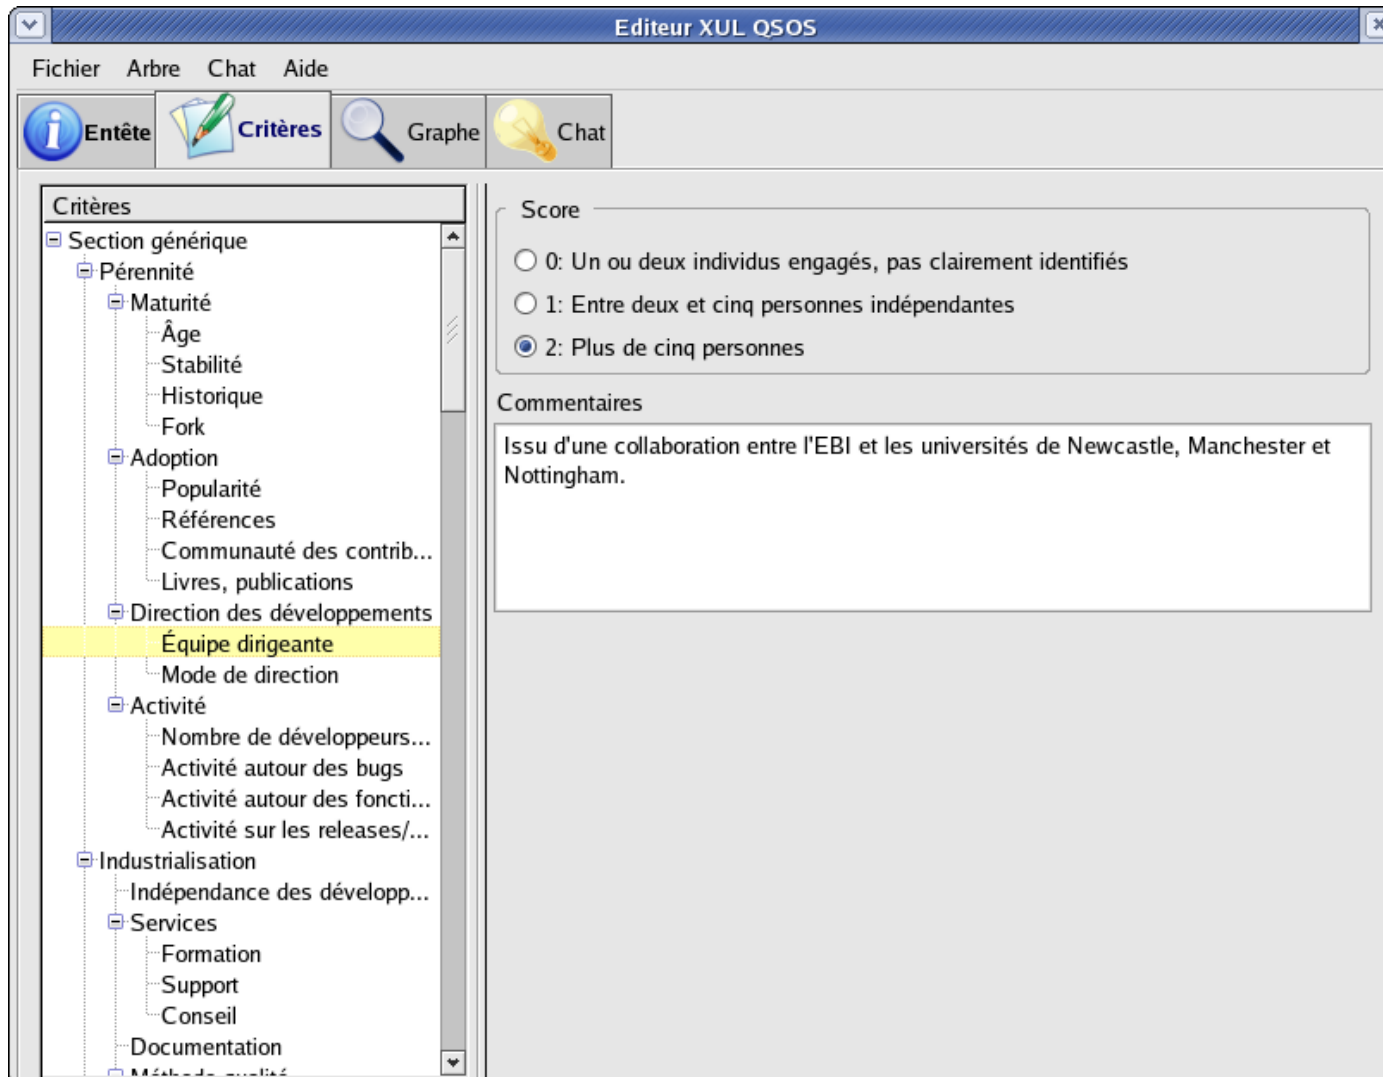 Editeur XUL QSOS
Fichier Arbre Chat Aide
Entête Critères Graphe Chat
Critères
Section générique
Pérennité
Maturité
Âge
Stabilité
Historique
Fork
Adoption
Popularité
Références
Communauté des contrib...
Livres, publications
Direction des développements
Équipe dirigeante
Mode de direction
Activité
Nombre de développeurs...
Activité autour des bugs
Activité autour des foncti...
Activité sur les releases/...
Industrialisation
Indépendance des développ...
Services
Formation
Support
Conseil
Documentation
Méthode qualité
Score
0: Un ou deux individus engagés, pas clairement identifiés
1: Entre deux et cinq personnes indépendantes
2: Plus de cinq personnes
Commentaires
Issu d'une collaboration entre l'EBI et les universités de Newcastle, Manchester et
Nottingham.